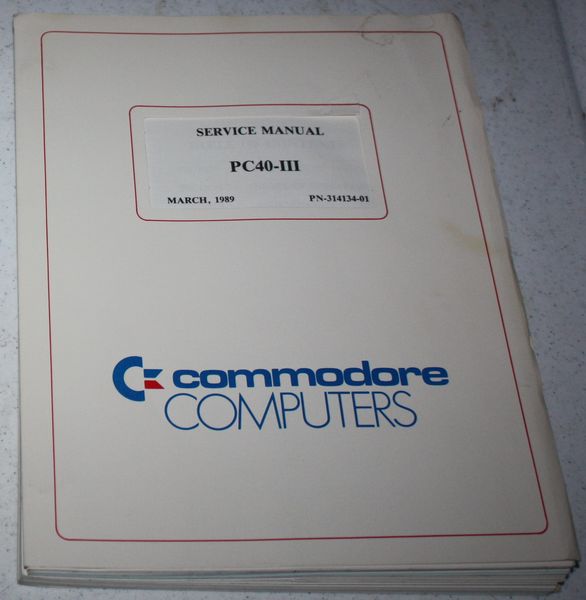 SERVICE MANUAL
PC40-III
MARCH, 1989 PN-314134-01
commodore
COMPUTERS